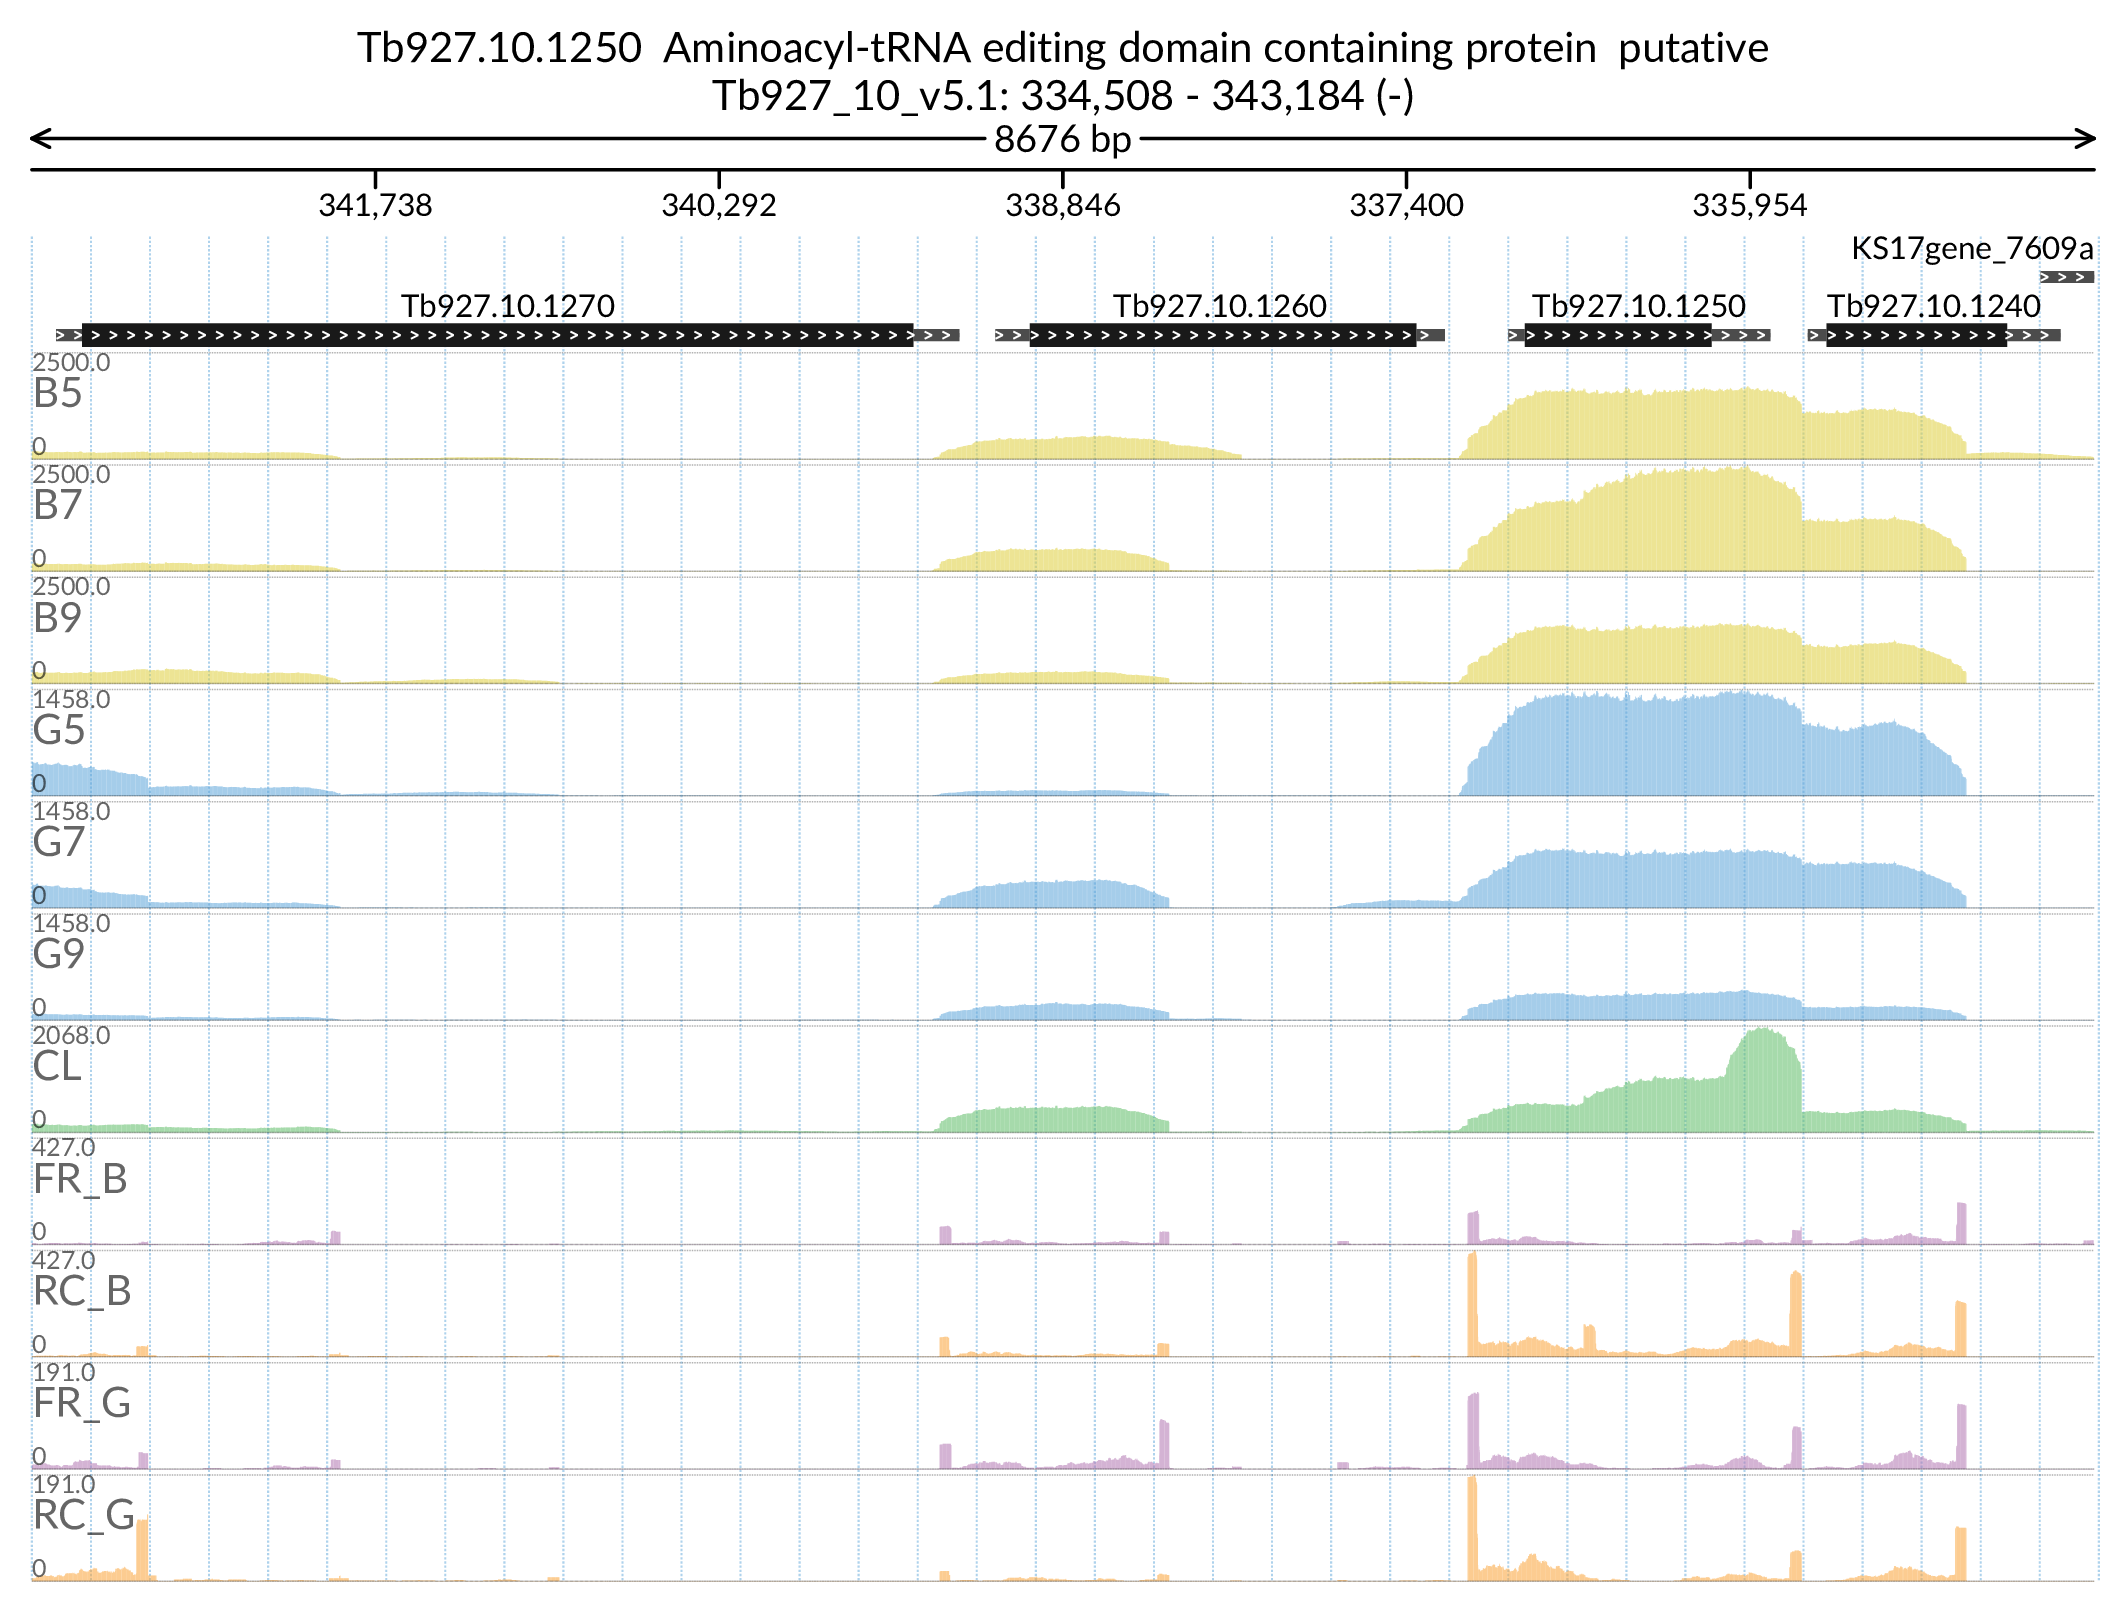 Tb927.10.1250  Aminoacyl-tRNA editing domain containing protein  putative
Tb927_10_v5.1: 334,508 - 343,184 (-)
8676 bp
341,738 340,292 338,846 337,400 335,954
KS17gene_7609a
Tb927.10.1270 Tb927.10.1260 Tb927.10.1250 Tb927.10.1240
2500.0
B5
0
2500.0
B7
0
2500.0
B9
0
1458.0
G5
0
1458.0
G7
0
1458.0
G9
0
2068.0
CL
0
427.0
FR_B
0
427.0
RC_B
0
191.0
FR_G
0
191.0
RC_G
0